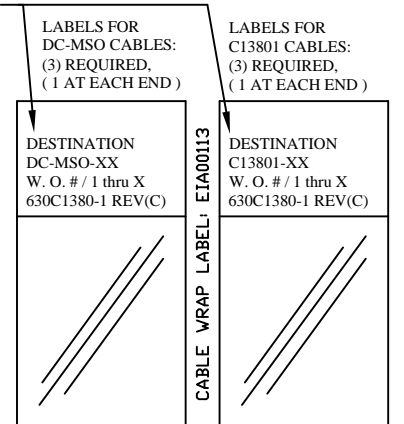 LABELS FOR
DC-MSO CABLES:
(3) REQUIRED,
( 1 AT EACH END )
DESTINATION
DC-MSO-XX
W. O. # / 1 thru X
630C1380-1 REV(C)
CABLE WRAP LABEL: EIA00113
LABELS FOR
C13801 CABLES:
(3) REQUIRED,
( 1 AT EACH END )
DESTINATION
C13801-XX
W. O. # / 1 thru X
630C1380-1 REV(C)